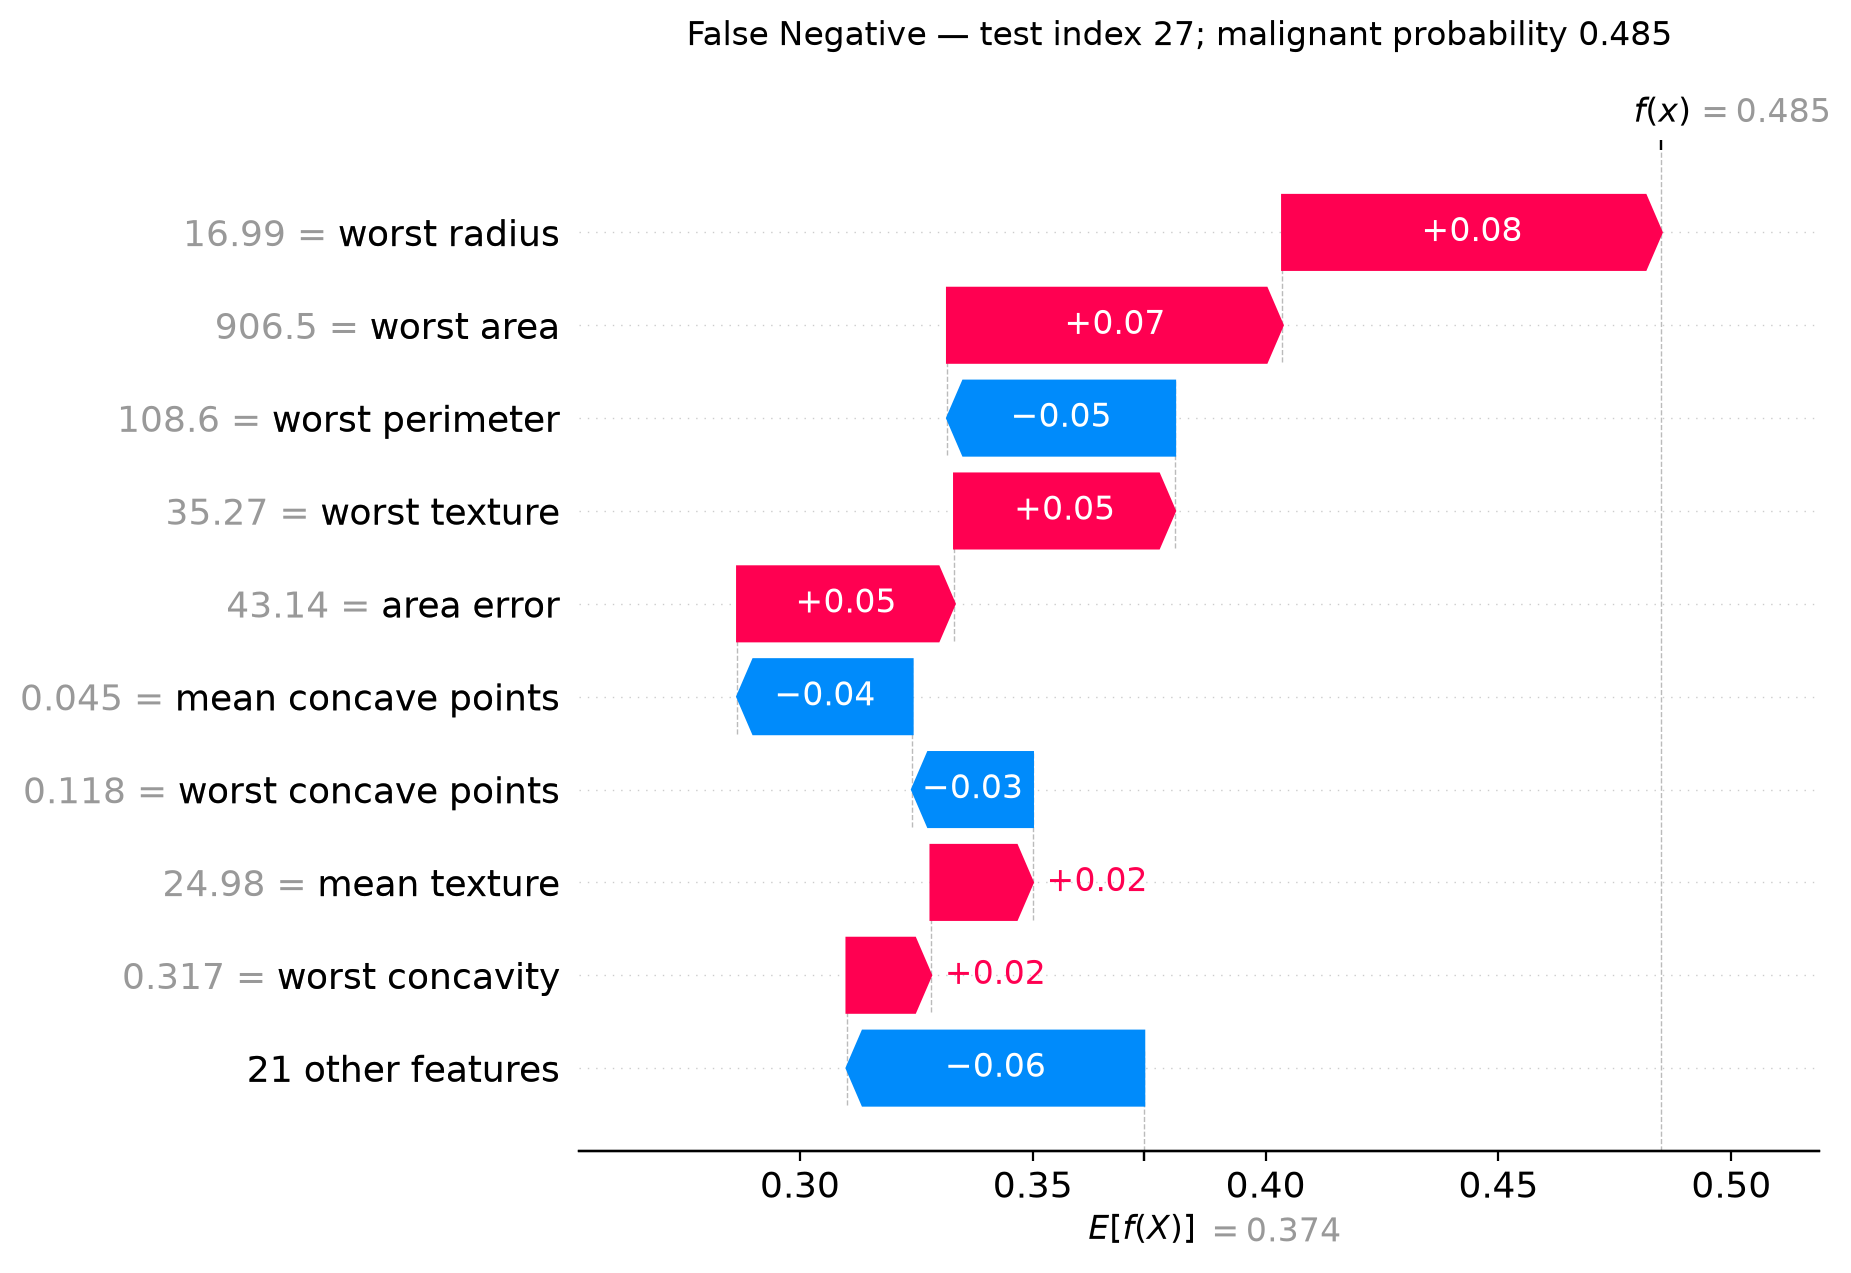 False Negative — test index 27; malignant probability 0.485
f(x) = 0.485
16.99 = worst radius +0.08
906.5 = worst area +0.07
108.6 = worst perimeter −0.05
35.27 = worst texture +0.05
43.14 = area error +0.05
0.045 = mean concave points −0.04
0.118 = worst concave points −0.03
24.98 = mean texture +0.02
0.317 = worst concavity +0.02
21 other features −0.06
0.30 0.35 0.40 0.45 0.50
E[f(X)] = 0.374